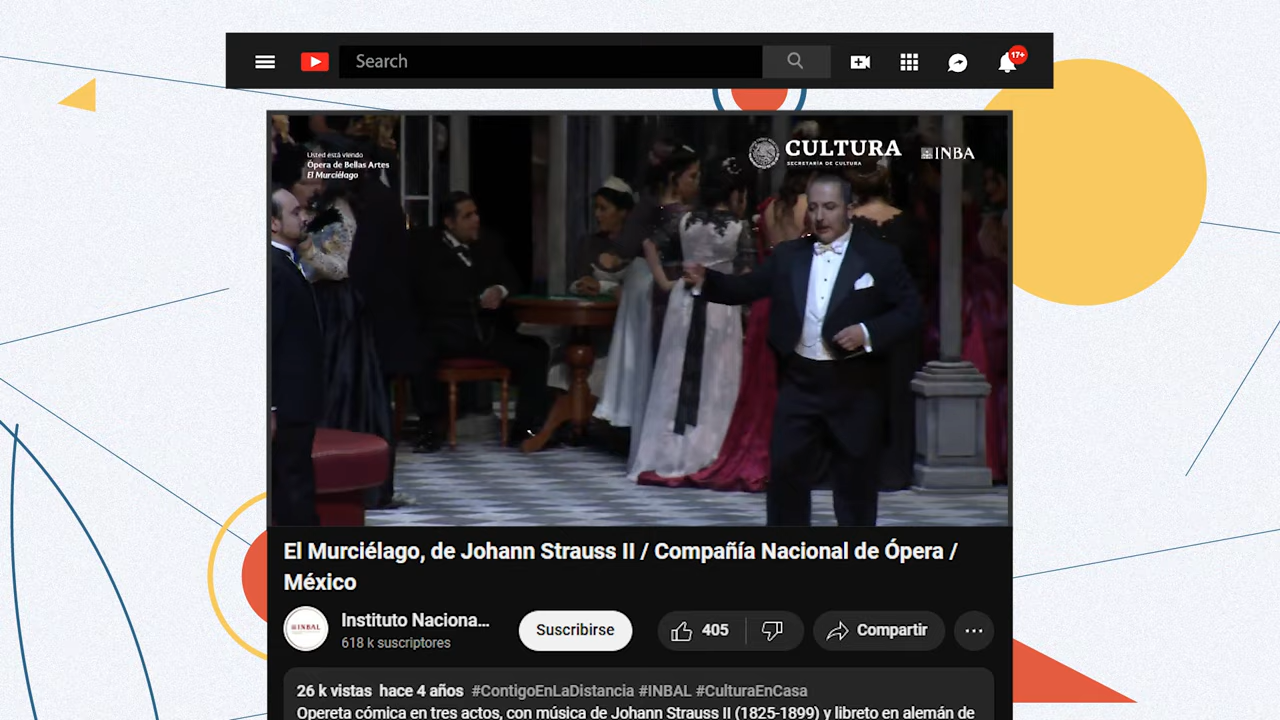 Search
17+
Usted está viendo
Ópera de Bellas Artes
El Murciélago
CULTURA
SECRETARÍA DE CULTURA
INBA
El Murciélago, de Johann Strauss II / Compañía Nacional de Ópera /
México
INBAL
Instituto Naciona...
618 k suscriptores
Suscribirse
405
Compartir
26 k vistas hace 4 años #ContigoEnLaDistancia #INBAL #CulturaEnCasa
Opereta cómica en tres actos, con música de Johann Strauss II (1825-1899) y libreto en alemán de